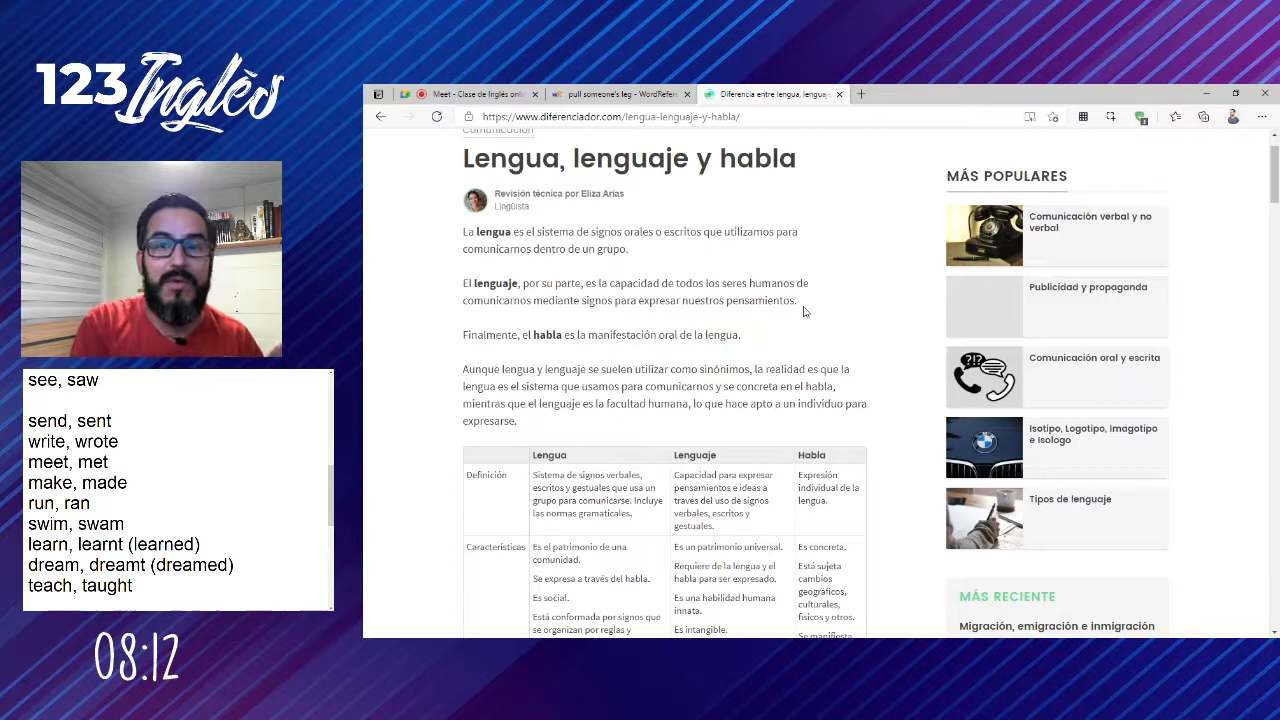 123 Inglès
see, saw
send, sent
write, wrote
meet, met
make, made
run, ran
swim, swam
learn, learnt (learned)
dream, dreamt (dreamed)
teach, taught
08:12
Meet - Clase de Inglés onlin
pull someone's leg - WordRefere
Diferencia entre lengua, lenguaje
https://www.diferenciador.com/lengua-lenguaje-y-habla/
Comunicación
Lengua, lenguaje y habla
Revisión técnica por Eliza Arias
Lingüista
La lengua es el sistema de signos orales o escritos que utilizamos para
comunicarnos dentro de un grupo.
El lenguaje, por su parte, es la capacidad de todos los seres humanos de
comunicarnos mediante signos para expresar nuestros pensamientos.
Finalmente, el habla es la manifestación oral de la lengua.
Aunque lengua y lenguaje se suelen utilizar como sinónimos, la realidad es que la
lengua es el sistema que usamos para comunicarnos y se concreta en el habla,
mientras que el lenguaje es la facultad humana, lo que hace apto a un individuo para
expresarse.
Lengua Lenguaje Habla
Definición
Sistema de signos verbales,
escritos y gestuales que usa un
grupo para comunicarse. Incluye
las normas gramaticales.
Capacidad para expresar
pensamientos e ideas a
través del uso de signos
verbales, escritos y
gestuales.
Expresión
individual de la
lengua.
Características
Es el patrimonio de una
comunidad.
Se expresa a través del habla.
Es social.
Está conformada por signos que
se organizan por reglas y
Es un patrimonio universal.
Requiere de la lengua y el
habla para ser expresado.
Es una habilidad humana
innata.
Es intangible.
Es concreta.
Está sujeta
cambios
geográficos,
culturales,
físicos y otros.
Se manifiesta
MÁS POPULARES
Comunicación verbal y no
verbal
Publicidad y propaganda
Comunicación oral y escrita
Isotipo, Logotipo, Imagotipo
e Isologo
Tipos de lenguaje
MÁS RECIENTE
Migración, emigración e inmigración